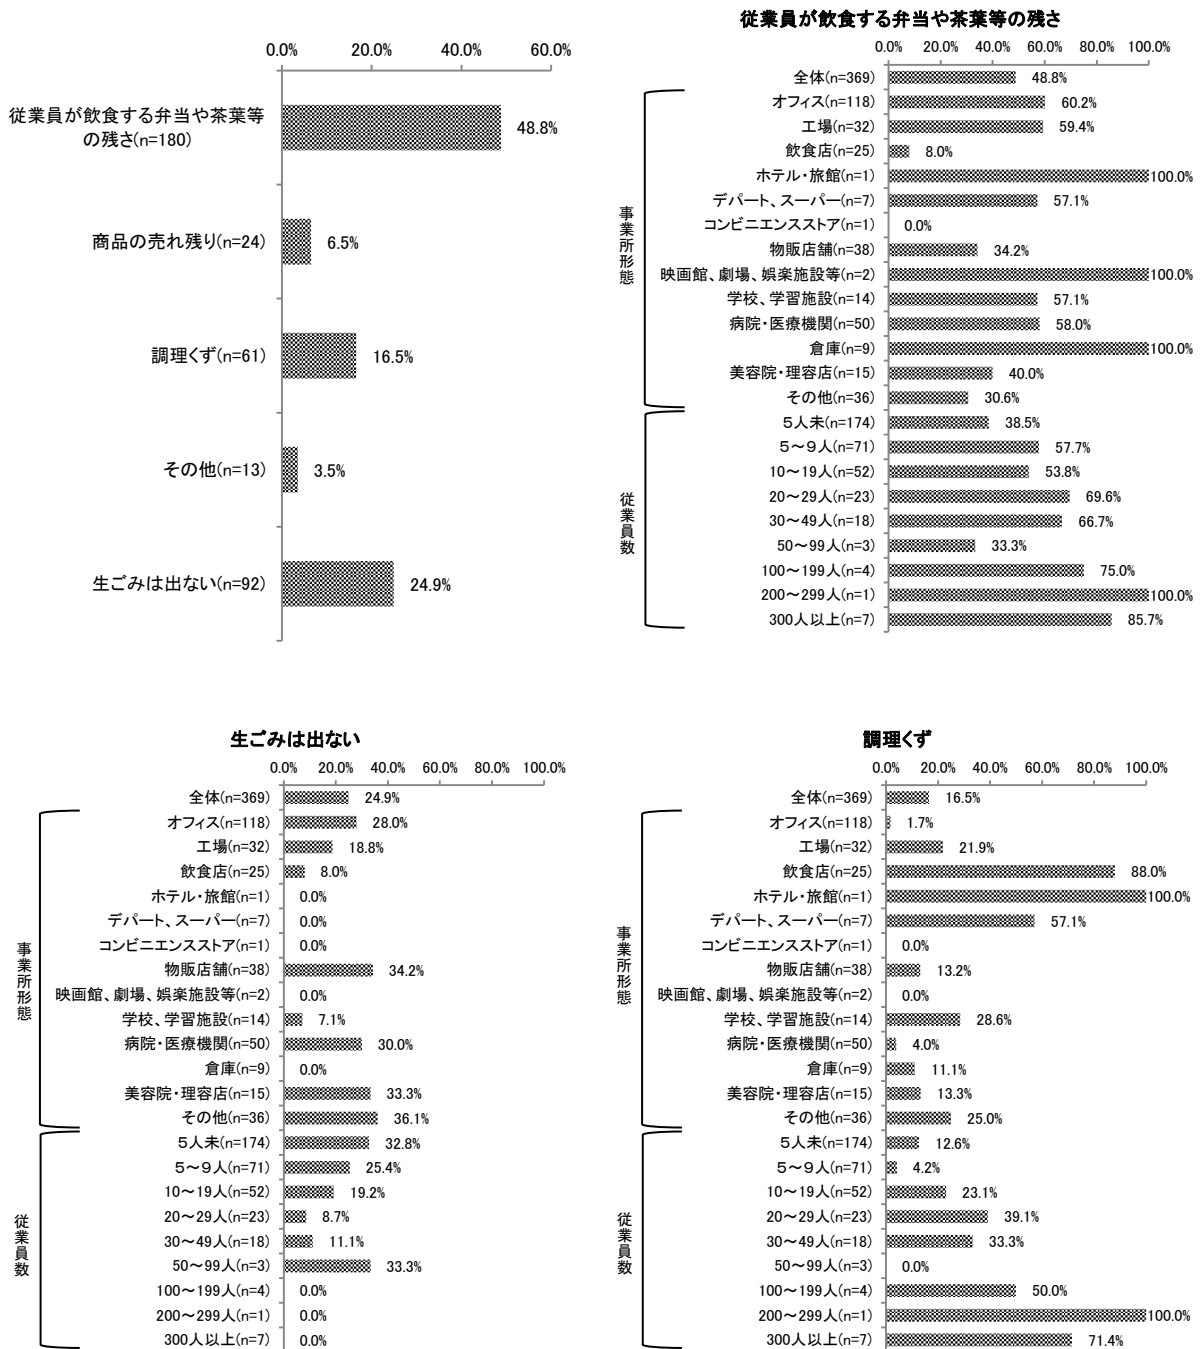 0.0% 20.0% 40.0% 60.0%
従業員が飲食する弁当や茶葉等
の残さ(n=180) 48.8%
商品の売れ残り(n=24) 6.5%
調理くず(n=61) 16.5%
その他(n=13) 3.5%
生ごみは出ない(n=92) 24.9%
従業員が飲食する弁当や茶葉等の残さ
0.0% 20.0% 40.0% 60.0% 80.0% 100.0%
全体(n=369) 48.8%
事業所形態
オフィス(n=118) 60.2%
工場(n=32) 59.4%
飲食店(n=25) 8.0%
ホテル・旅館(n=1) 100.0%
デパート、スーパー(n=7) 57.1%
コンビニエンスストア(n=1) 0.0%
物販店舗(n=38) 34.2%
映画館、劇場、娯楽施設等(n=2) 100.0%
学校、学習施設(n=14) 57.1%
病院・医療機関(n=50) 58.0%
倉庫(n=9) 100.0%
美容院・理容店(n=15) 40.0%
その他(n=36) 30.6%
従業員数
5人未(n=174) 38.5%
5～9人(n=71) 57.7%
10～19人(n=52) 53.8%
20～29人(n=23) 69.6%
30～49人(n=18) 66.7%
50～99人(n=3) 33.3%
100～199人(n=4) 75.0%
200～299人(n=1) 100.0%
300人以上(n=7) 85.7%
生ごみは出ない
0.0% 20.0% 40.0% 60.0% 80.0% 100.0%
全体(n=369) 24.9%
事業所形態
オフィス(n=118) 28.0%
工場(n=32) 18.8%
飲食店(n=25) 8.0%
ホテル・旅館(n=1) 0.0%
デパート、スーパー(n=7) 0.0%
コンビニエンスストア(n=1) 0.0%
物販店舗(n=38) 34.2%
映画館、劇場、娯楽施設等(n=2) 0.0%
学校、学習施設(n=14) 7.1%
病院・医療機関(n=50) 30.0%
倉庫(n=9) 0.0%
美容院・理容店(n=15) 33.3%
その他(n=36) 36.1%
従業員数
5人未(n=174) 32.8%
5～9人(n=71) 25.4%
10～19人(n=52) 19.2%
20～29人(n=23) 8.7%
30～49人(n=18) 11.1%
50～99人(n=3) 33.3%
100～199人(n=4) 0.0%
200～299人(n=1) 0.0%
300人以上(n=7) 0.0%
調理くず
0.0% 20.0% 40.0% 60.0% 80.0% 100.0%
全体(n=369) 16.5%
事業所形態
オフィス(n=118) 1.7%
工場(n=32) 21.9%
飲食店(n=25) 88.0%
ホテル・旅館(n=1) 100.0%
デパート、スーパー(n=7) 57.1%
コンビニエンスストア(n=1) 0.0%
物販店舗(n=38) 13.2%
映画館、劇場、娯楽施設等(n=2) 0.0%
学校、学習施設(n=14) 28.6%
病院・医療機関(n=50) 4.0%
倉庫(n=9) 11.1%
美容院・理容店(n=15) 13.3%
その他(n=36) 25.0%
従業員数
5人未(n=174) 12.6%
5～9人(n=71) 4.2%
10～19人(n=52) 23.1%
20～29人(n=23) 39.1%
30～49人(n=18) 33.3%
50～99人(n=3) 0.0%
100～199人(n=4) 50.0%
200～299人(n=1) 100.0%
300人以上(n=7) 71.4%